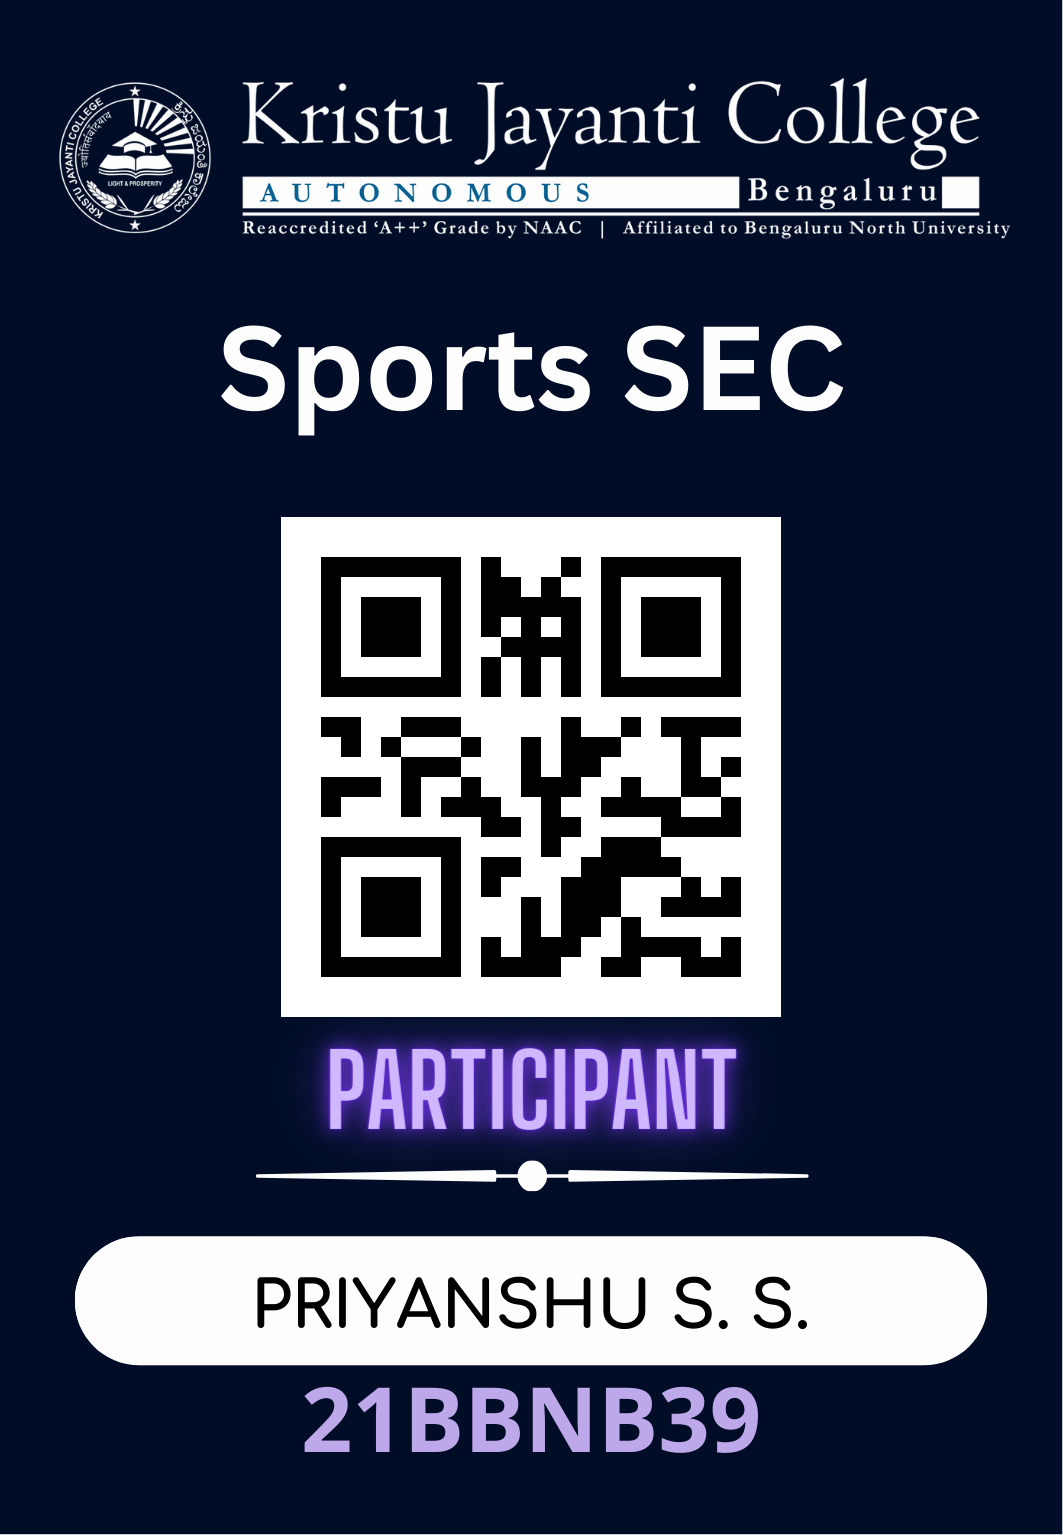 Kristu Jayanti College
AUTONOMOUS Bengaluru
Reaccredited ‘A++’ Grade by NAAC | Affiliated to Bengaluru North University
KRISTU JAYANTI COLLEGE
ಕ್ರಿಸ್ತು ಜಯಂತಿ ಕಾಲೇಜು
LIGHT & PROSPERITY
Sports SEC
PARTICIPANT
PRIYANSHU S. S.
21BBNB39